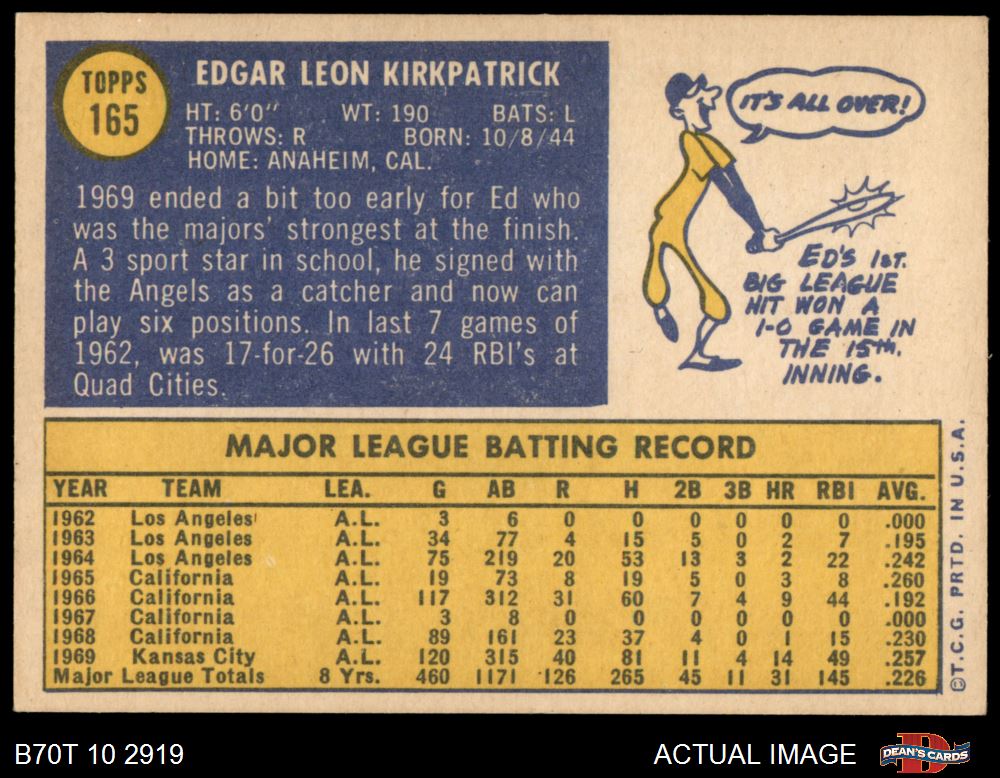 TOPPS
165
EDGAR LEON KIRKPATRICK
HT: 6'0" WT: 190 BATS: L
THROWS: R BORN: 10/8/44
HOME: ANAHEIM, CAL.
1969 ended a bit too early for Ed who
was the majors' strongest at the finish.
A 3 sport star in school, he signed with
the Angels as a catcher and now can
play six positions. In last 7 games of
1962, was 17-for-26 with 24 RBI's at
Quad Cities.
IT'S ALL OVER!
ED'S 1ST.
BIG LEAGUE
HIT WON A
1-0 GAME IN
THE 15TH.
INNING.
MAJOR LEAGUE BATTING RECORD
YEAR TEAM LEA. G AB R H 2B 3B HR RBI AVG.
1962 Los Angeles A.L. 3 6 0 0 0 0 0 0 .000
1963 Los Angeles A.L. 34 77 4 15 5 0 2 7 .195
1964 Los Angeles A.L. 75 219 20 53 13 3 2 22 .242
1965 California A.L. 19 73 8 19 5 0 3 8 .260
1966 California A.L. 117 312 31 60 7 4 9 44 .192
1967 California A.L. 3 8 0 0 0 0 0 0 .000
1968 California A.L. 89 161 23 37 4 0 1 15 .230
1969 Kansas City A.L. 120 315 40 81 11 4 14 49 .257
Major League Totals 8 Yrs. 460 1171 126 265 45 11 31 145 .226
©T.C.G. PRTD. IN U.S.A.
B70T 10 2919
ACTUAL IMAGE
DEAN'S CARDS